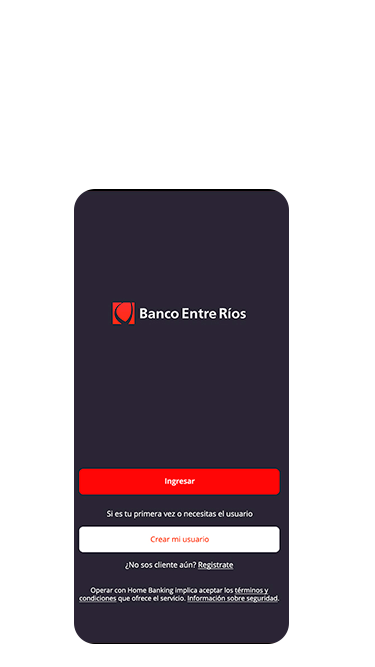 Banco Entre Ríos
Ingresar
Si es tu primera vez o necesitas el usuario
Crear mi usuario
¿No sos cliente aún? Registrate
Operar con Home Banking implica aceptar los términos y
condiciones que ofrece el servicio. Información sobre seguridad.